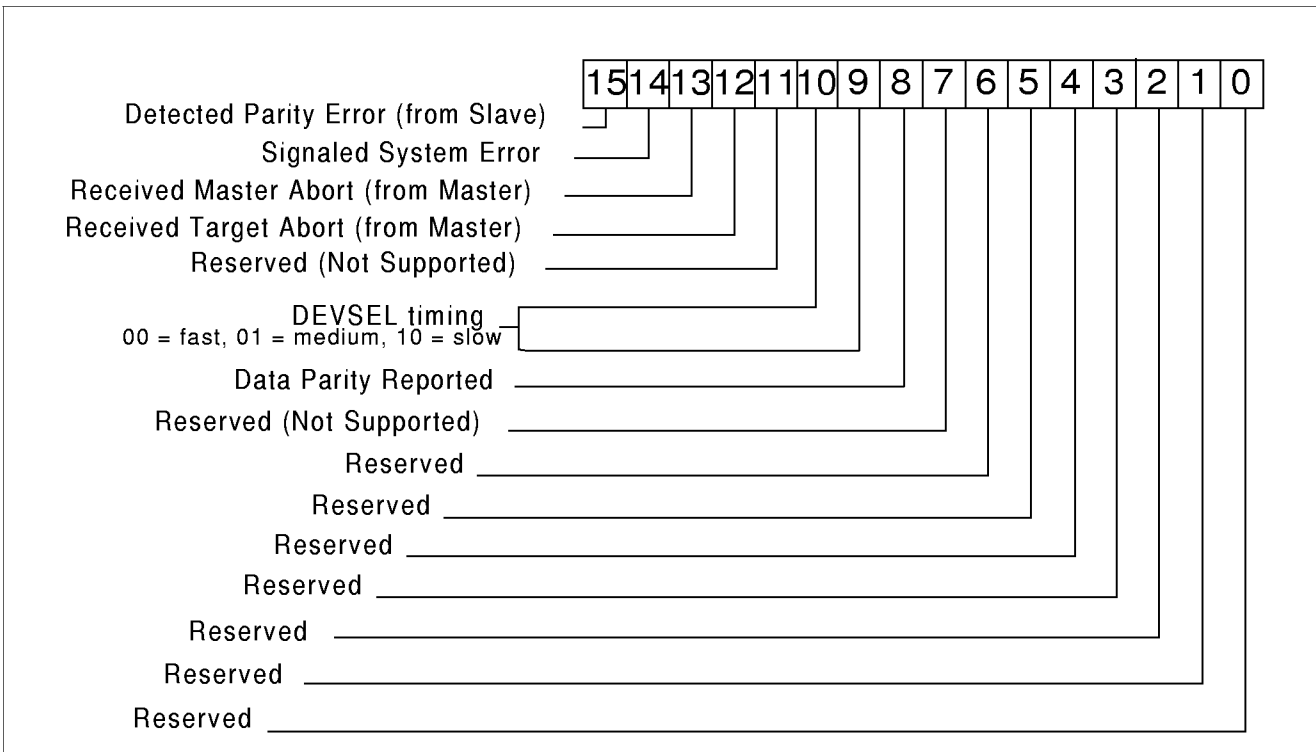 15 14 13 12 11 10 9 8 7 6 5 4 3 2 1 0
Detected Parity Error (from Slave)
Signaled System Error
Received Master Abort (from Master)
Received Target Abort (from Master)
Reserved (Not Supported)
DEVSEL timing
00 = fast, 01 = medium, 10 = slow
Data Parity Reported
Reserved (Not Supported)
Reserved
Reserved
Reserved
Reserved
Reserved
Reserved
Reserved